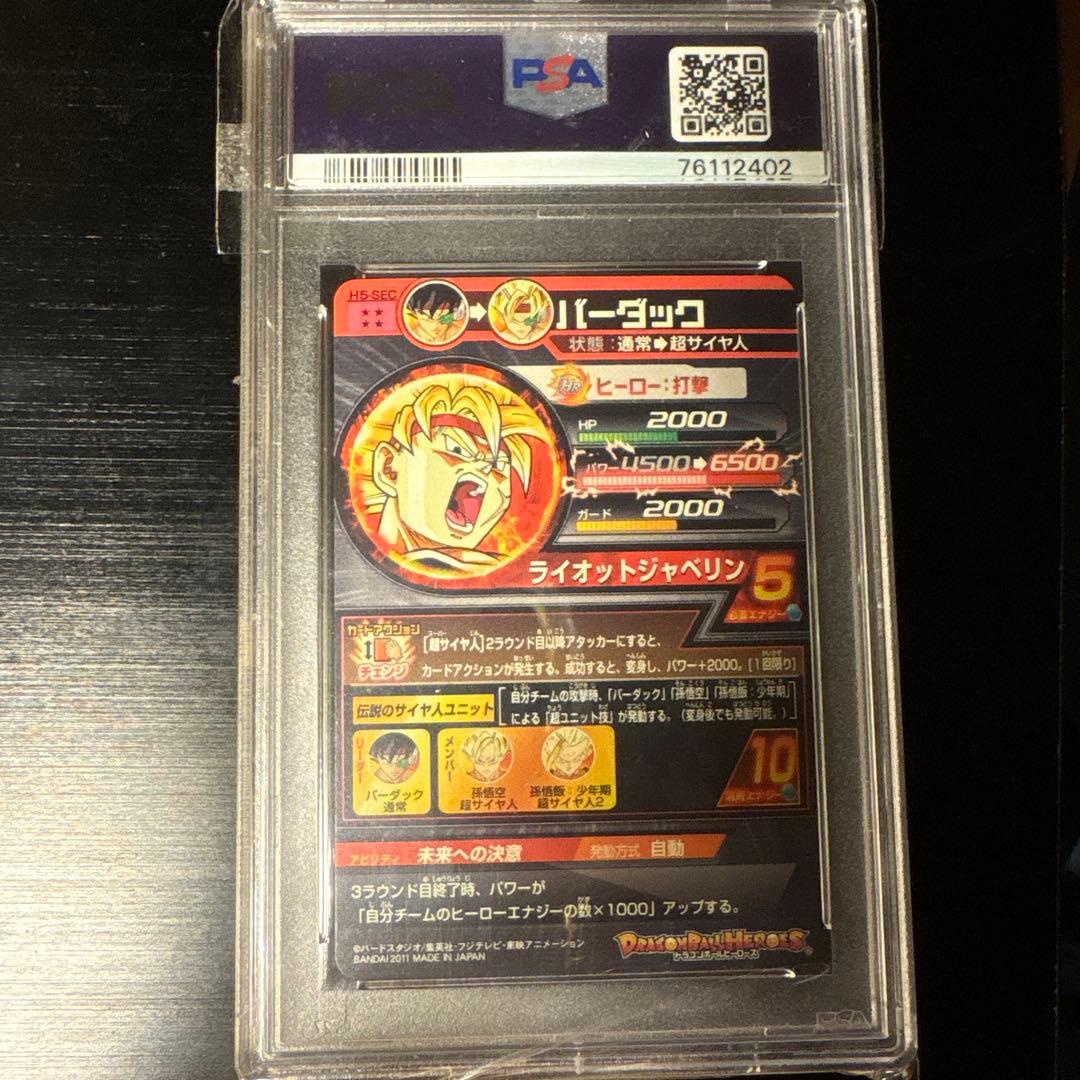 PSA
76112402
H5-SEC
バーダック
状態：通常➡超サイヤ人
HR ヒーロー：打撃
HP 2000
パワー 4500➡6500
ガード 2000
ライオットジャベリン 5
必要エナジー
カードアクション
チェンジ
[超サイヤ人]2ラウンド目以降アタッカーにすると、
カードアクションが発生する。成功すると、変身し、パワー+2000。[1回限り]
伝説のサイヤ人ユニット
自分チームの攻撃時、「バーダック」「孫悟空」「孫悟飯：少年期」
による「超ユニット技」が発動する。（変身後でも発動可能。）
リーダー
バーダック
通常
メンバー
孫悟空
超サイヤ人
孫悟飯：少年期
超サイヤ人2
10
消費エナジー
アビリティ 未来への決意 発動方式 自動
3ラウンド目終了時、パワーが
「自分チームのヒーローエナジーの数×1000」アップする。
©バードスタジオ/集英社・フジテレビ・東映アニメーション
BANDAI 2011 MADE IN JAPAN
DRAGONBALL HEROES
ドラゴンボールヒーローズ
PSA